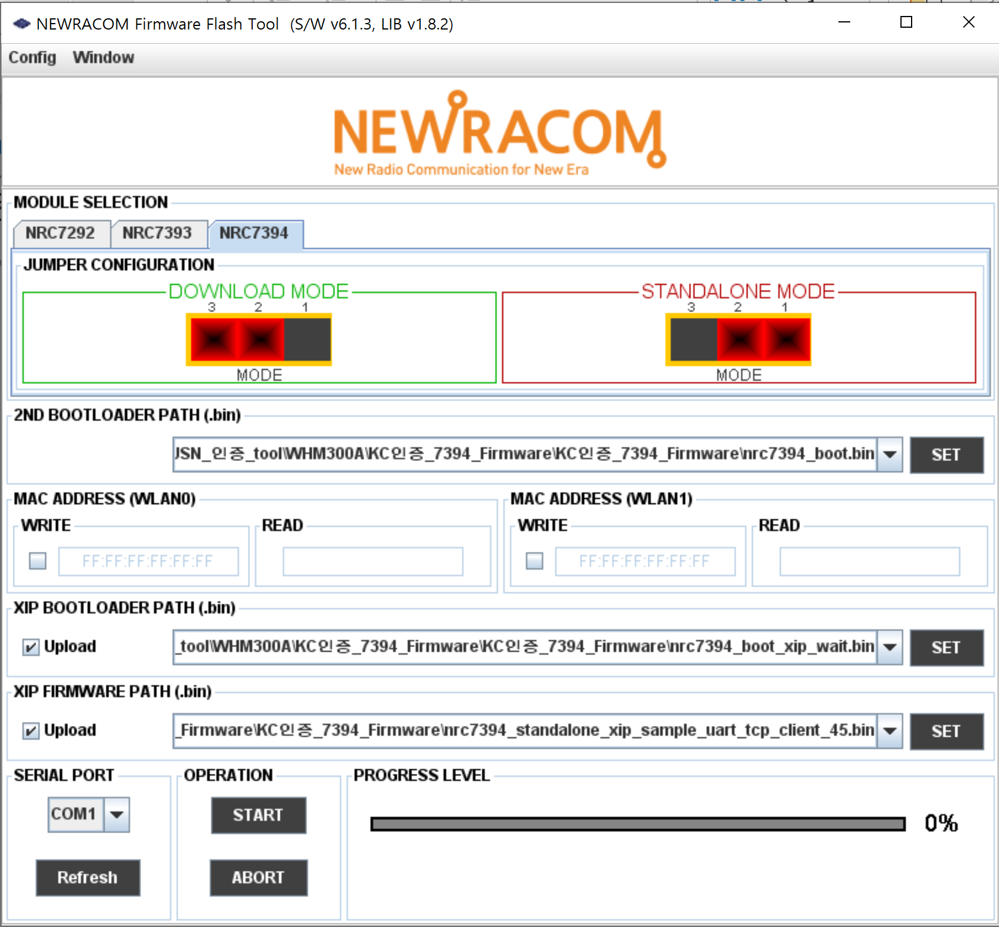 NEWRACOM Firmware Flash Tool (S/W v6.1.3, LIB v1.8.2)
Config Window
NEWRACOM
New Radio Communication for New Era
MODULE SELECTION
NRC7292 NRC7393 NRC7394
JUMPER CONFIGURATION
DOWNLOAD MODE
3 2 1
MODE
STANDALONE MODE
3 2 1
MODE
2ND BOOTLOADER PATH (.bin)
JSN_인증_tool\WHM300A\KC인증_7394_Firmware\KC인증_7394_Firmware\nrc7394_boot.bin SET
MAC ADDRESS (WLAN0)
WRITE READ
FF:FF:FF:FF:FF:FF
MAC ADDRESS (WLAN1)
WRITE READ
FF:FF:FF:FF:FF:FF
XIP BOOTLOADER PATH (.bin)
Upload _tool\WHM300A\KC인증_7394_Firmware\KC인증_7394_Firmware\nrc7394_boot_xip_wait.bin SET
XIP FIRMWARE PATH (.bin)
Upload _Firmware\KC인증_7394_Firmware\nrc7394_standalone_xip_sample_uart_tcp_client_45.bin SET
SERIAL PORT
COM1
Refresh
OPERATION
START
ABORT
PROGRESS LEVEL
0%